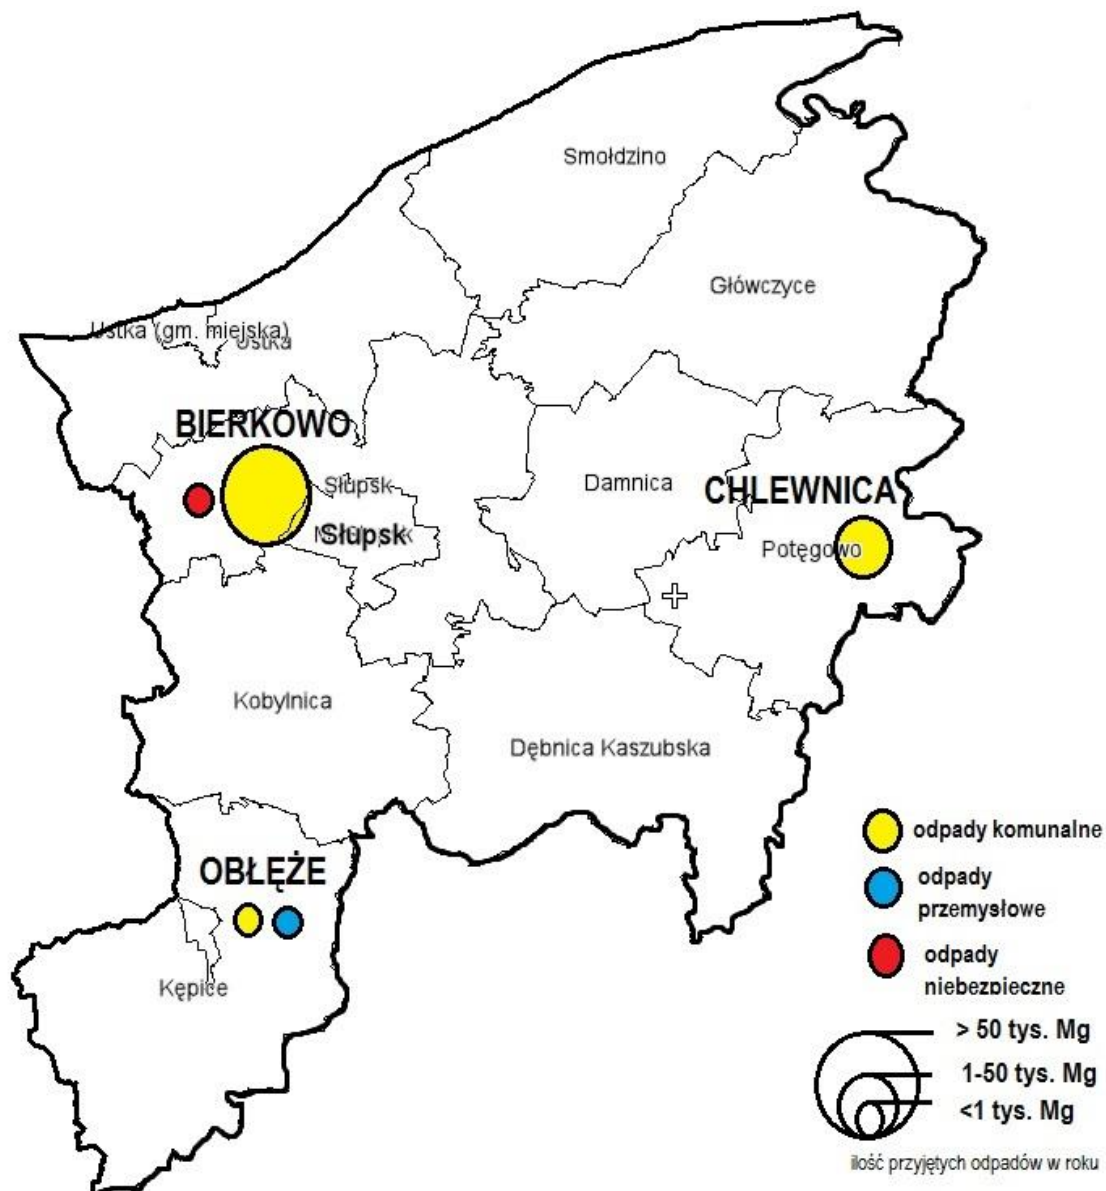 Smołdzino
Główczyce
Ustka (gm. miejska)
Ustka
BIERKOWO
Słupsk
Damnica
CHLEWNICA
Słupsk
Potęgowo
Kobylnica
Dębnica Kaszubska
odpady komunalne
OBŁĘŻE
odpady
przemysłowe
odpady
niebezpieczne
Kępice
> 50 tys. Mg
1-50 tys. Mg
<1 tys. Mg
ilość przyjętych odpadów w roku